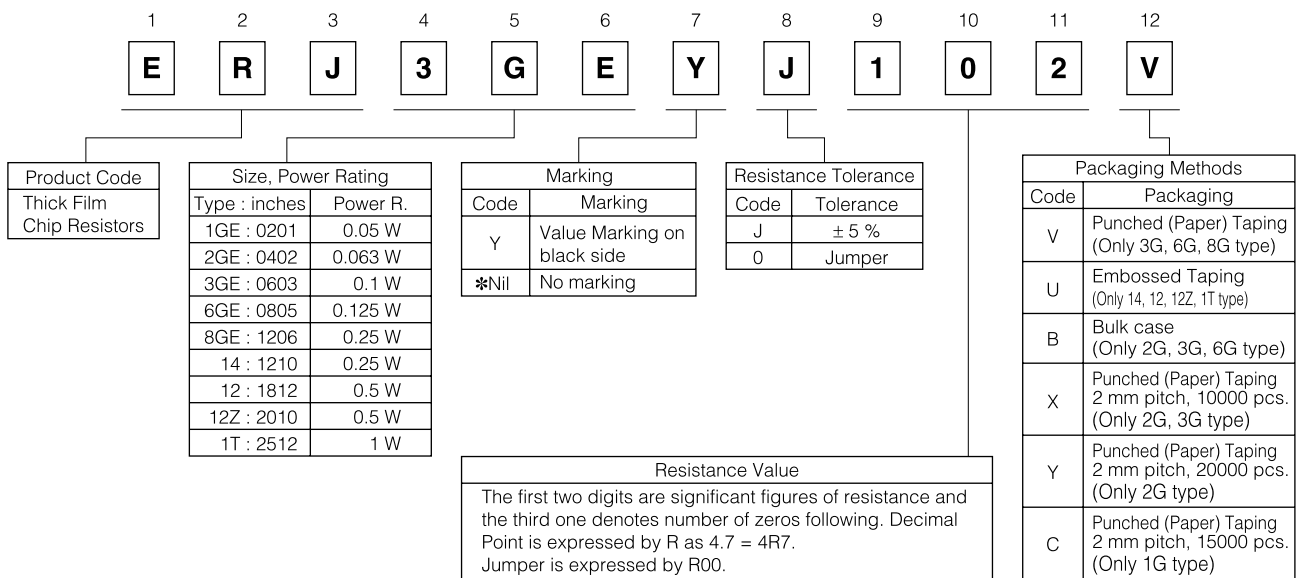 1 2 3 4 5 6 7 8 9 10 11 12
E R J 3 G E Y J 1 0 2 V
Product Code
Thick Film
Chip Resistors
Size, Power Rating
Type : inches Power R.
1GE : 0201 0.05 W
2GE : 0402 0.063 W
3GE : 0603 0.1 W
6GE : 0805 0.125 W
8GE : 1206 0.25 W
14 : 1210 0.25 W
12 : 1812 0.5 W
12Z : 2010 0.5 W
1T : 2512 1 W
Marking
Code Marking
Y Value Marking on
black side
✽Nil No marking
Resistance Tolerance
Code Tolerance
J ± 5 %
0 Jumper
Resistance Value
The first two digits are significant figures of resistance and
the third one denotes number of zeros following. Decimal
Point is expressed by R as 4.7 = 4R7.
Jumper is expressed by R00.
Packaging Methods
Code Packaging
V Punched (Paper) Taping
(Only 3G, 6G, 8G type)
U Embossed Taping
(Only 14, 12, 12Z, 1T type)
B Bulk case
(Only 2G, 3G, 6G type)
X Punched (Paper) Taping
2 mm pitch, 10000 pcs.
(Only 2G, 3G type)
Y Punched (Paper) Taping
2 mm pitch, 20000 pcs.
(Only 2G type)
C Punched (Paper) Taping
2 mm pitch, 15000 pcs.
(Only 1G type)